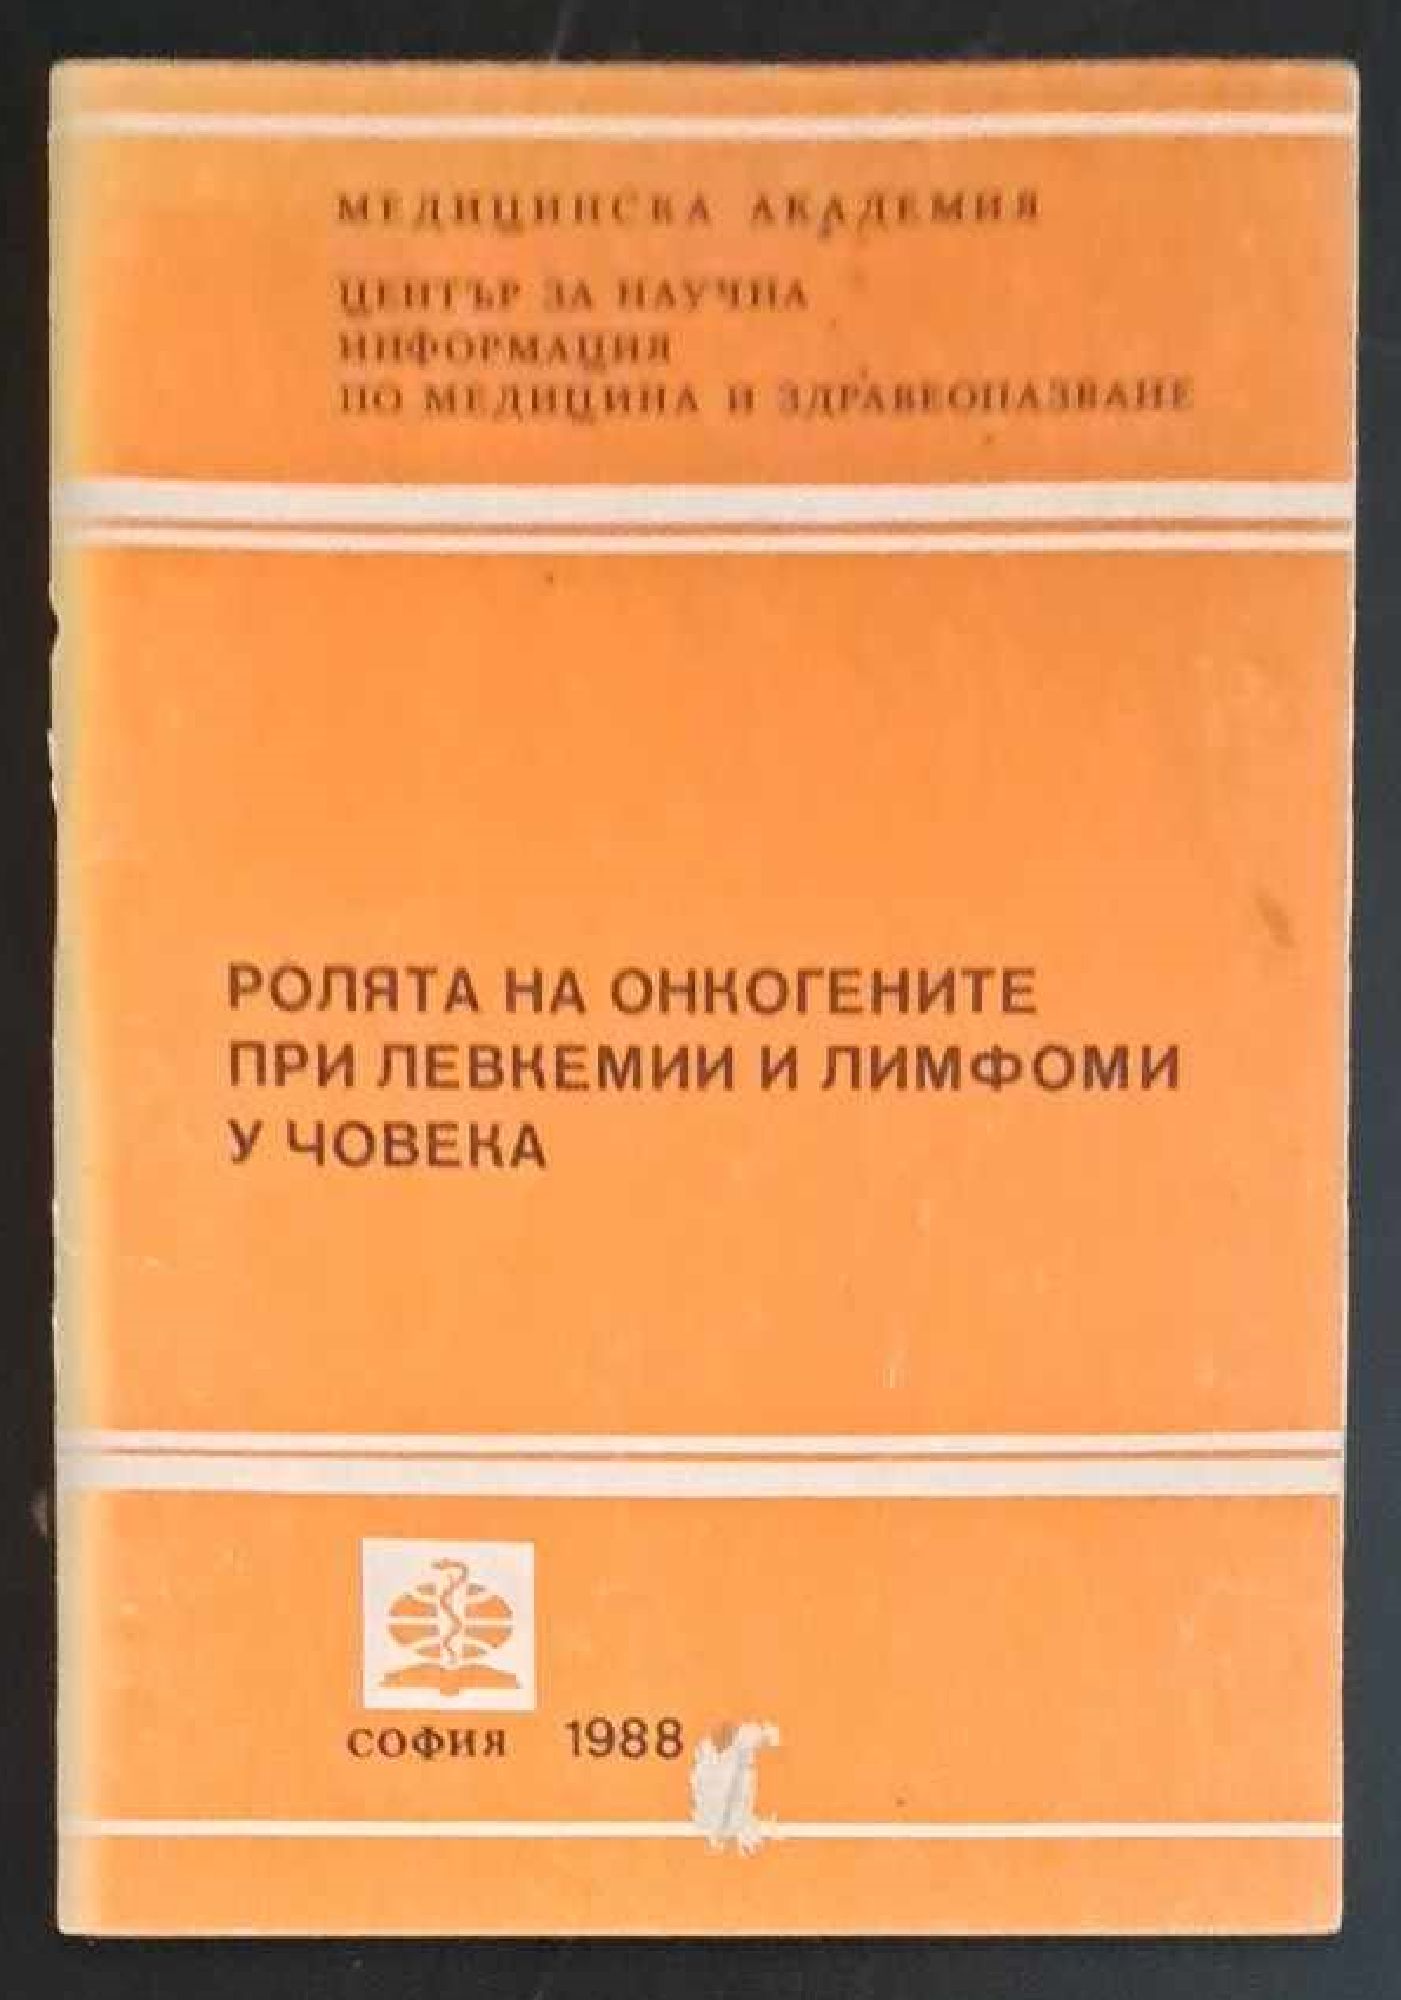 МЕДИЦИНСКА АКАДЕМИЯ
ЦЕНТЪР ЗА НАУЧНА
ИНФОРМАЦИЯ
ПО МЕДИЦИНА И ЗДРАВЕОПАЗВАНЕ
РОЛЯТА НА ОНКОГЕНИТЕ
ПРИ ЛЕВКЕМИИ И ЛИМФОМИ
У ЧОВЕКА
СОФИЯ 1988